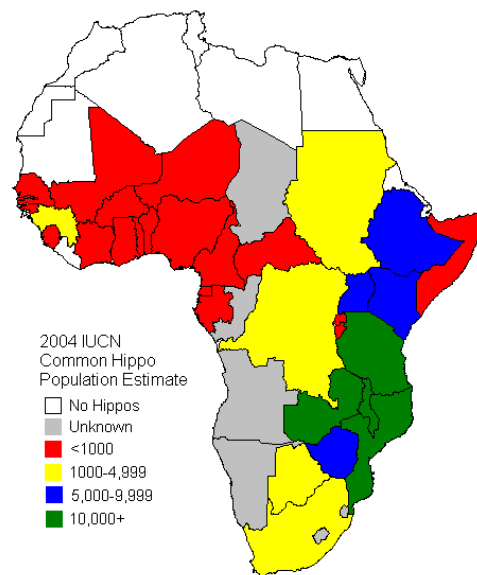 2004 IUCN
Common Hippo
Population Estimate
No Hippos
Unknown
<1000
1000-4,999
5,000-9,999
10,000+